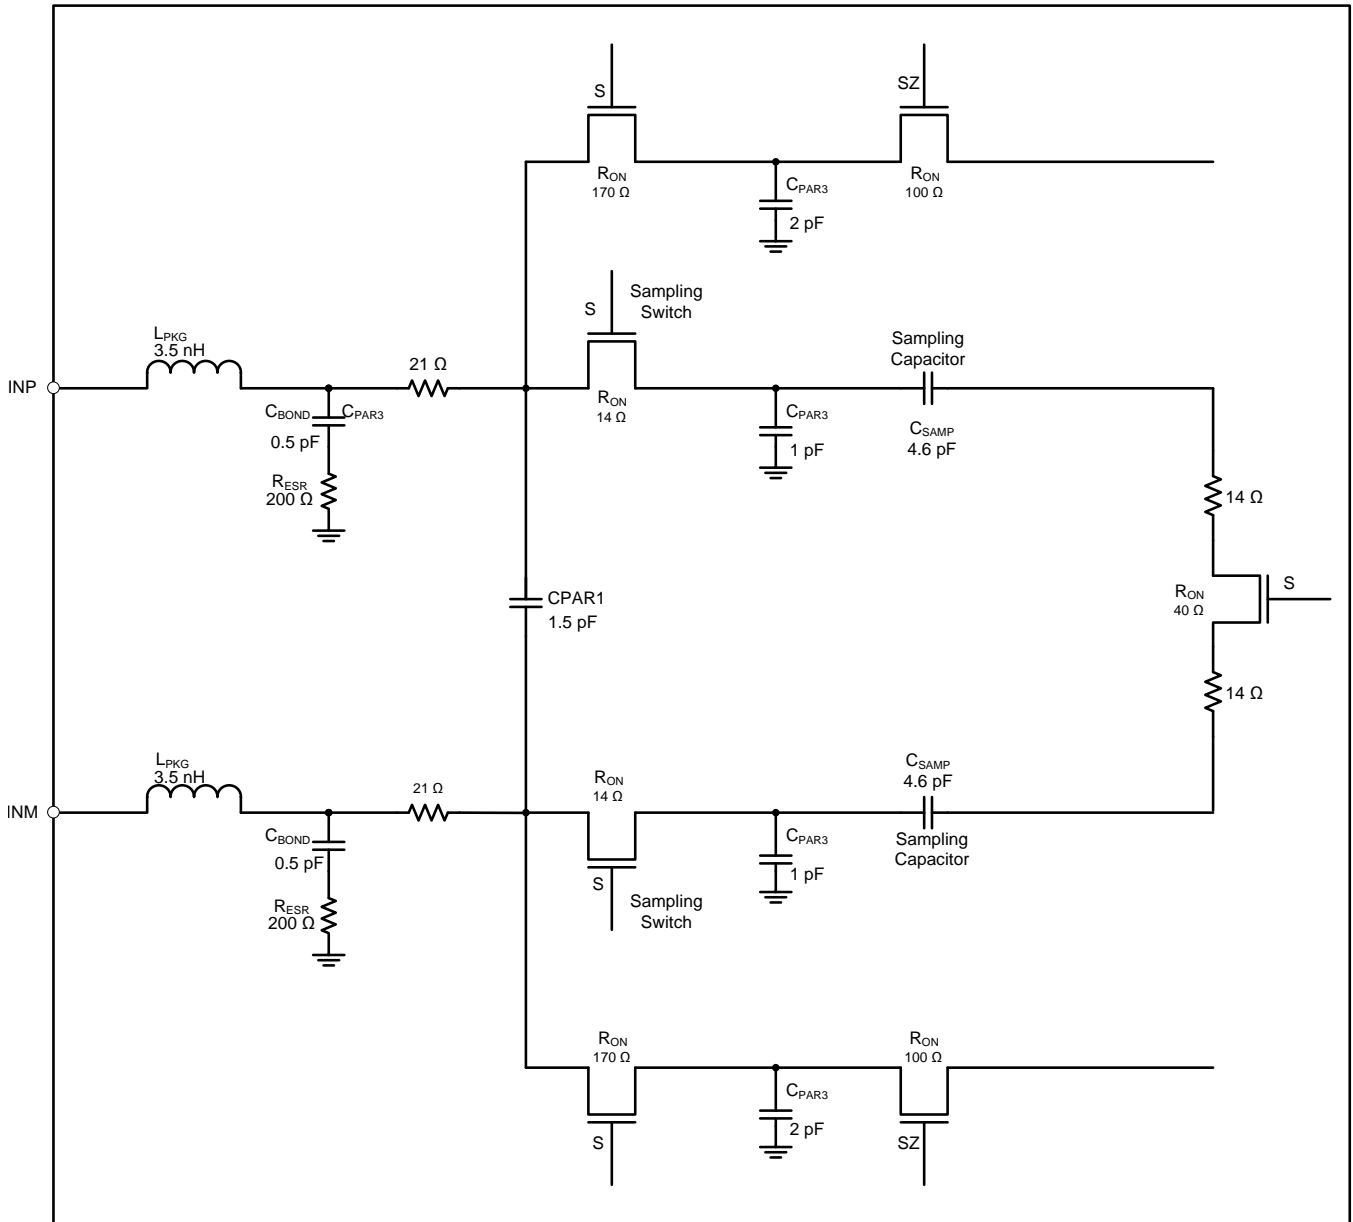 S
SZ
RON
170 Ω
CPAR3
2 pF
RON
100 Ω
Sampling
Switch
S
LPKG
3.5 nH
21 Ω
Sampling
Capacitor
INP
CBOND CPAR3
0.5 pF
RON
14 Ω
CPAR3
1 pF
CSAMP
4.6 pF
RESR
200 Ω
14 Ω
S
RON
40 Ω
CPAR1
1.5 pF
14 Ω
LPKG
3.5 nH
RON
14 Ω
CSAMP
4.6 pF
21 Ω
INM
CBOND
0.5 pF
CPAR3
1 pF
Sampling
Capacitor
S
Sampling
Switch
RESR
200 Ω
RON
170 Ω
RON
100 Ω
CPAR3
2 pF
S
SZ